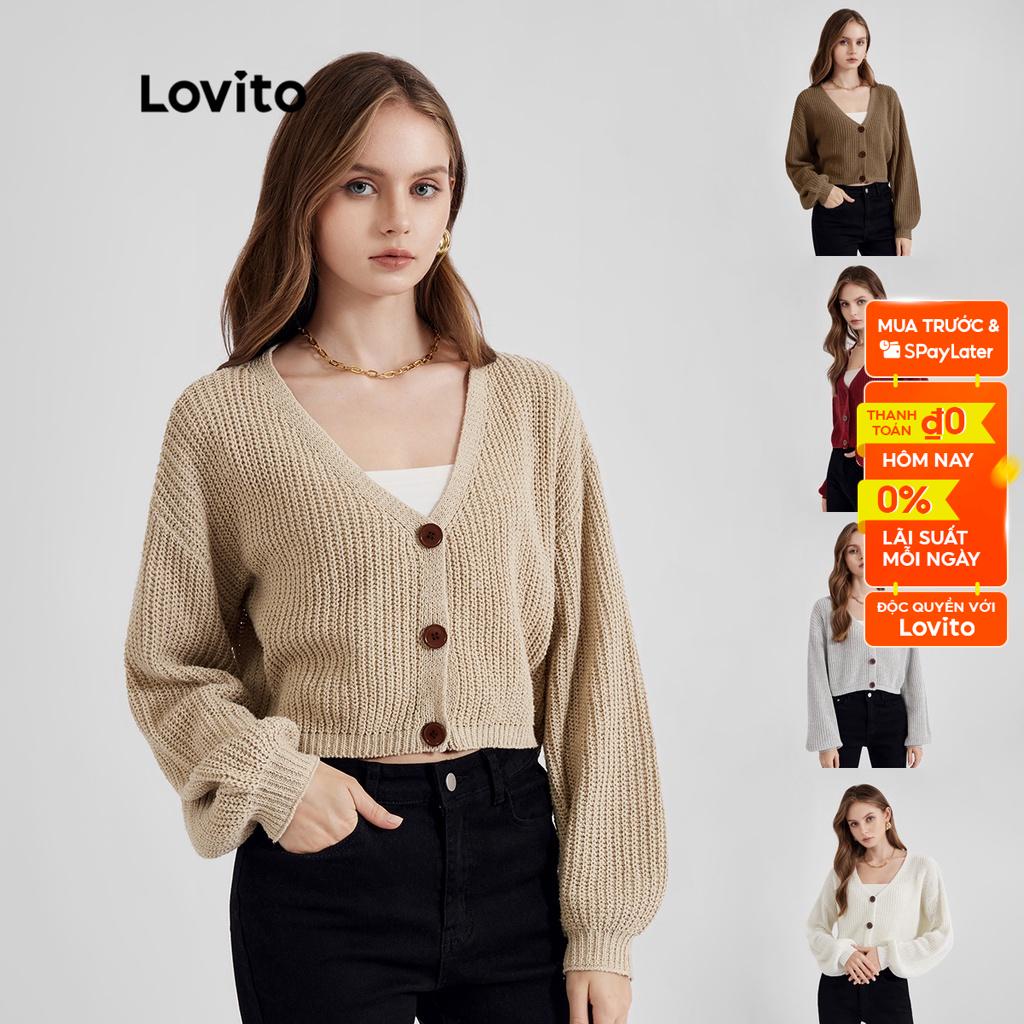 Lovito
MUA TRƯỚC &
SPayLater
THANH
TOÁN
₫0
HÔM NAY
0%
LÃI SUẤT
MỖI NGÀY
ĐỘC QUYỀN VỚI
Lovito